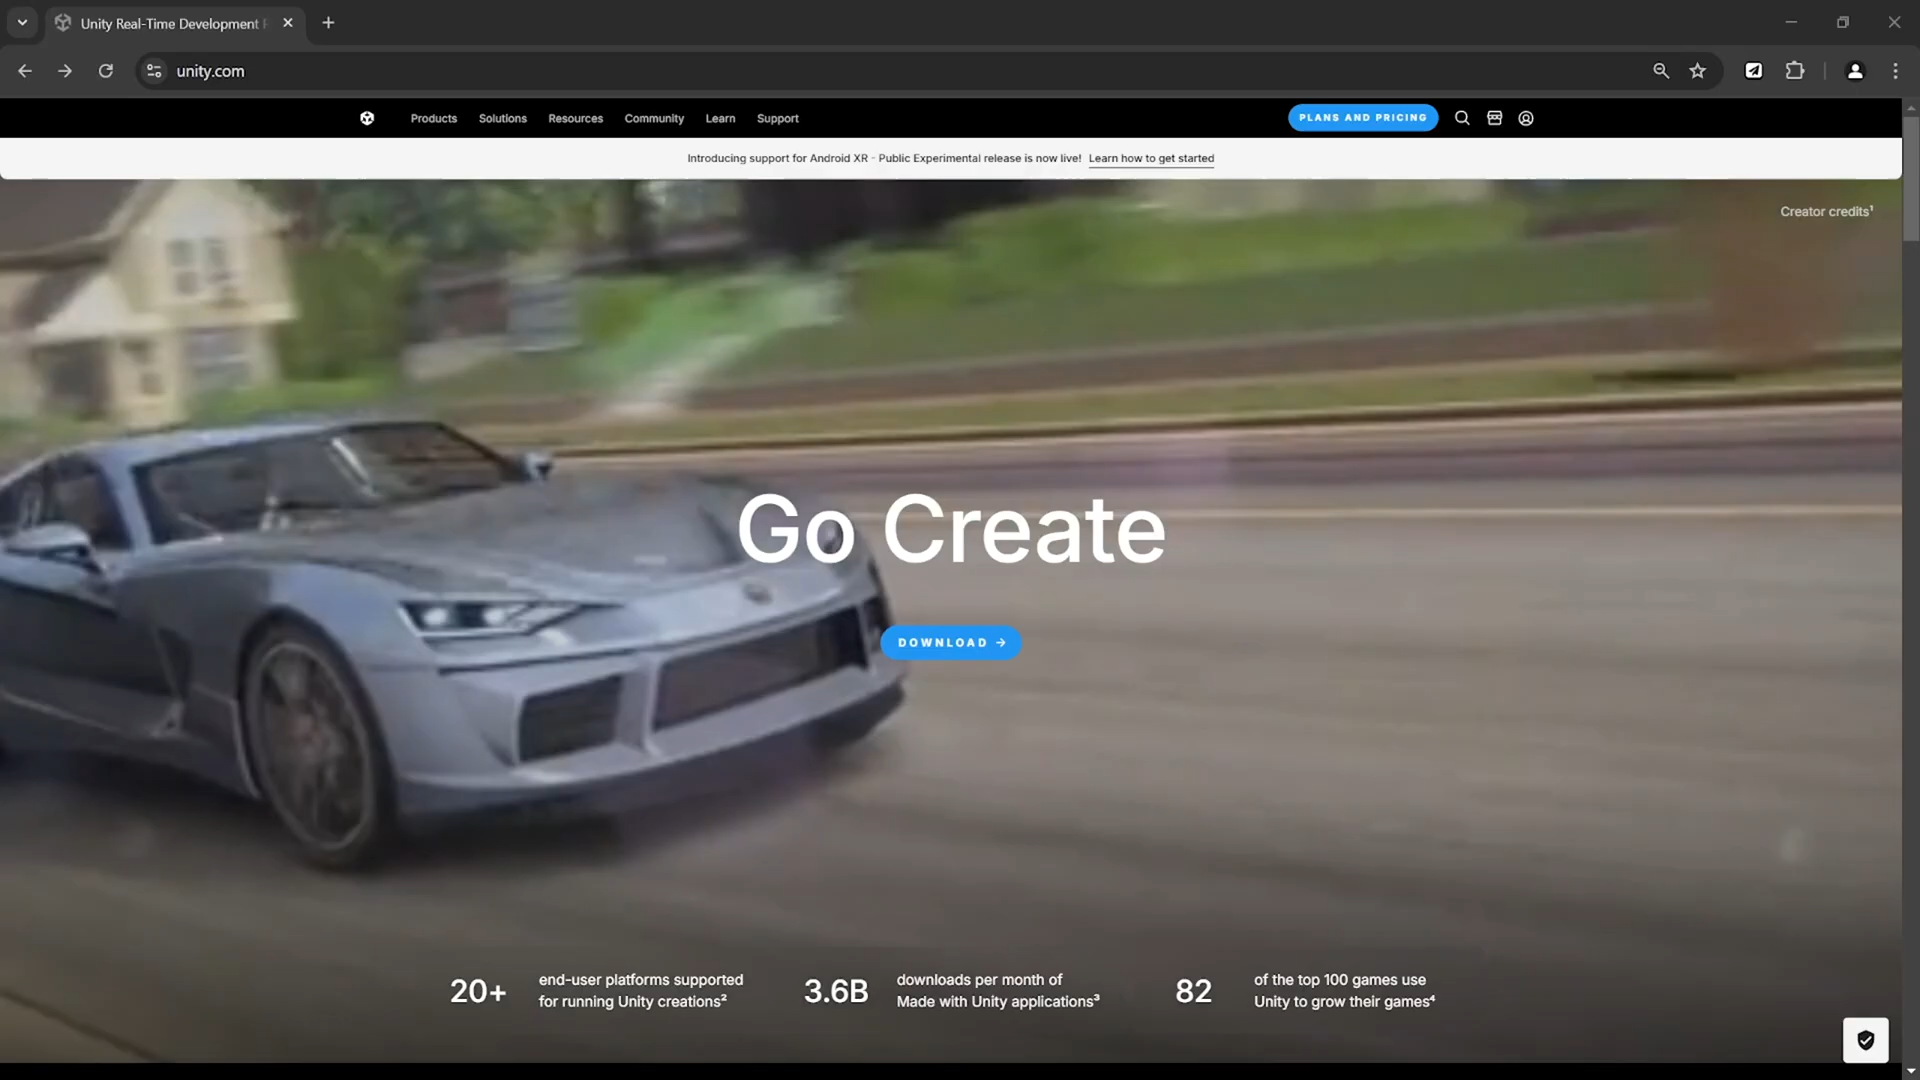 Unity Real-Time Development
unity.com
Products Solutions Resources Community Learn Support PLANS AND PRICING
Introducing support for Android XR - Public Experimental release is now live! Learn how to get started
Creator credits¹
Go Create
DOWNLOAD →
20+ end-user platforms supported for running Unity creations²
3.6B downloads per month of Made with Unity applications³
82 of the top 100 games use Unity to grow their games⁴